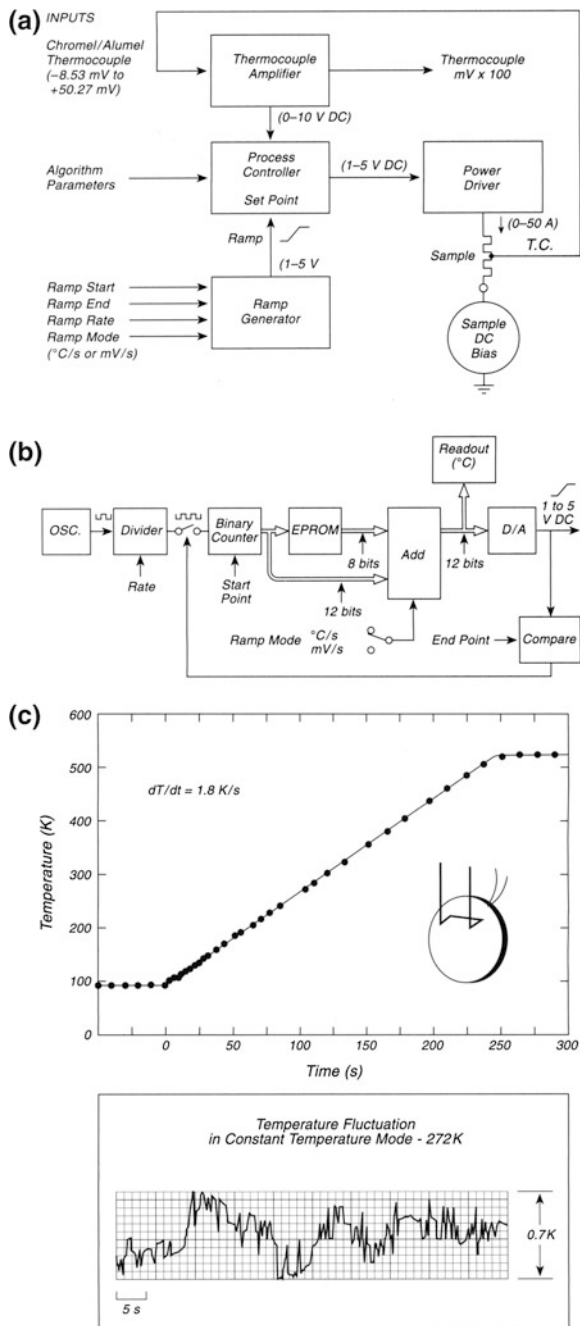 (a)
INPUTS
Chromel/Alumel
Thermocouple
(–8.53 mV to
+50.27 mV)
Thermocouple
Amplifier
Thermocouple
mV x 100
(0–10 V DC)
Algorithm
Parameters
Process
Controller
Set Point
(1–5 V DC)
Power
Driver
(0–50 A)
T.C.
Sample
Ramp
(1–5 V
Ramp Start
Ramp End
Ramp Rate
Ramp Mode
(°C/s or mV/s)
Ramp
Generator
Sample
DC
Bias
(b)
Readout
(°C)
1 to 5
V DC
OSC.
Divider
Binary
Counter
EPROM
Add
D/A
8 bits
12 bits
Rate
Start
Point
12 bits
Ramp Mode
°C/s
mV/s
End Point
Compare
(c)
600
500
400
300
200
100
0
Temperature (K)
dT/dt = 1.8 K/s
0
50
100
150
200
250
300
Time (s)
Temperature Fluctuation
in Constant Temperature Mode - 272K
0.7K
5 s